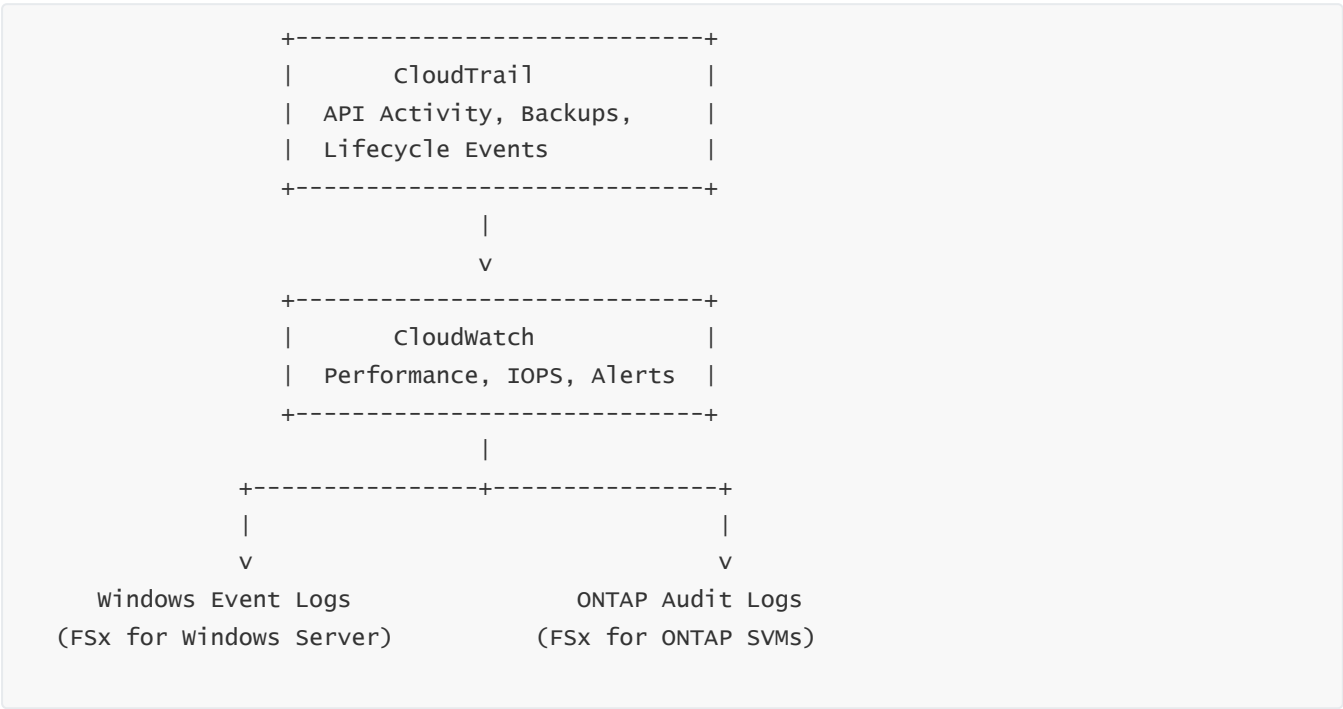 +-----------------------------+
|       CloudTrail            |
|  API Activity, Backups,     |
|  Lifecycle Events           |
+-----------------------------+
              |
              v
+-----------------------------+
|       CloudWatch            |
|  Performance, IOPS, Alerts  |
+-----------------------------+
              |
+----------------+----------------+
|                                 |
v                                 v
Windows Event Logs                ONTAP Audit Logs
(FSx for Windows Server)          (FSx for ONTAP SVMs)